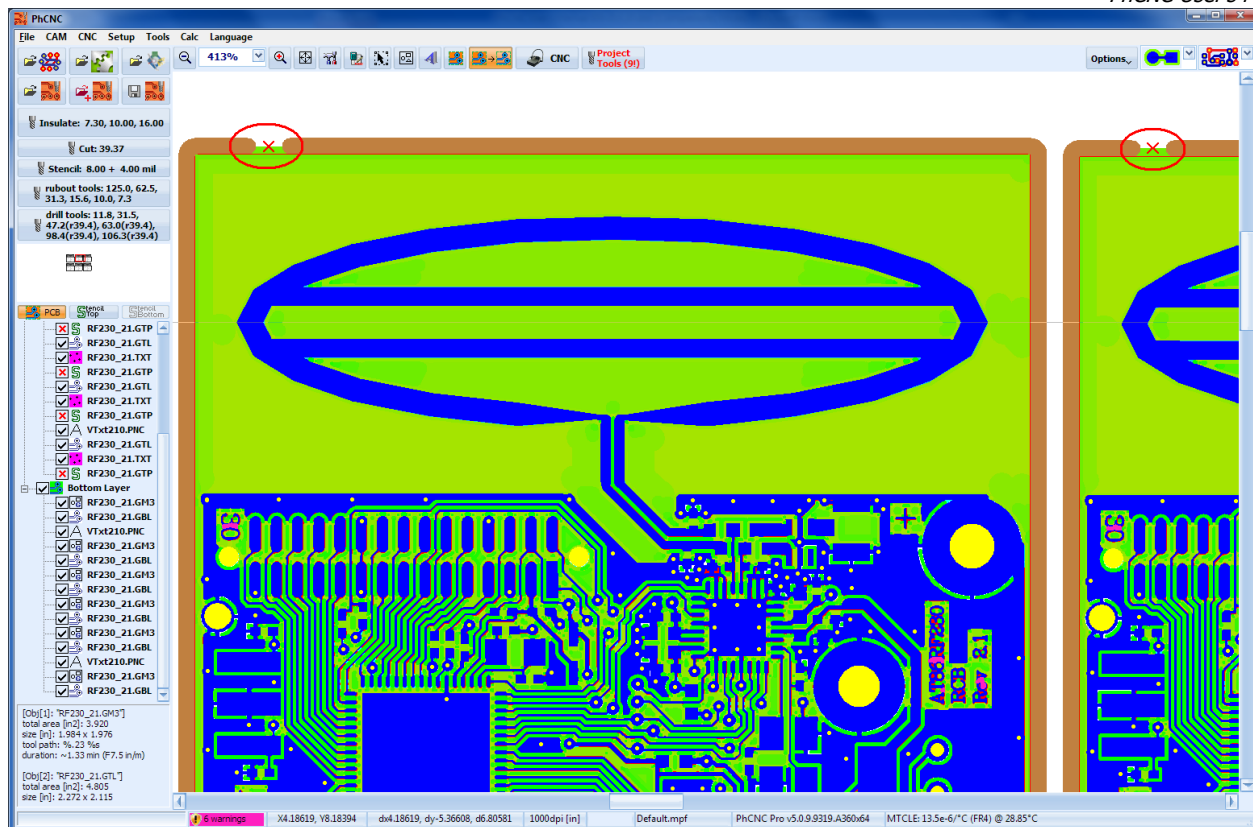 PhCNC
File CAM CNC Setup Tools Calc Language
413%
CNC
Project
Tools (9!)
Options
Insulate: 7.30, 10.00, 16.00
Cut: 39.37
Stencil: 8.00 + 4.00 mil
rubout tools: 125.0, 62.5,
31.3, 15.6, 10.0, 7.3
drill tools: 11.8, 31.5,
47.2(r39.4), 63.0(r39.4),
98.4(r39.4), 106.3(r39.4)
PCB
Stencil
Top
Stencil
Bottom
RF230_21.GTP
RF230_21.GTL
RF230_21.TXT
RF230_21.GTP
RF230_21.GTL
RF230_21.TXT
RF230_21.GTP
VTxt210.PNC
RF230_21.GTL
RF230_21.TXT
RF230_21.GTP
Bottom Layer
RF230_21.GM3
RF230_21.GBL
VTxt210.PNC
RF230_21.GM3
RF230_21.GBL
RF230_21.GM3
RF230_21.GBL
RF230_21.GM3
RF230_21.GBL
RF230_21.GM3
RF230_21.GBL
VTxt210.PNC
RF230_21.GM3
RF230_21.GBL
[Obj[1]: "RF230_21.GM3"]
total area [in2]: 3.920
size [in]: 1.984 x 1.976
tool path: %.23 %s
duration: ~1.33 min (F7.5 in/m)
[Obj[2]: "RF230_21.GTL"]
total area [in2]: 4.805
size [in]: 2.272 x 2.115
AT86RF230
RCB
Rev 2.1
6 warnings
X4.18619, Y8.18394
dx4.18619, dy-5.36608, d6.80581
1000dpi [in]
Default.mpf
PhCNC Pro v5.0.9.9319.A360x64
MTCLE: 13.5e-6/°C (FR4) @ 28.85°C